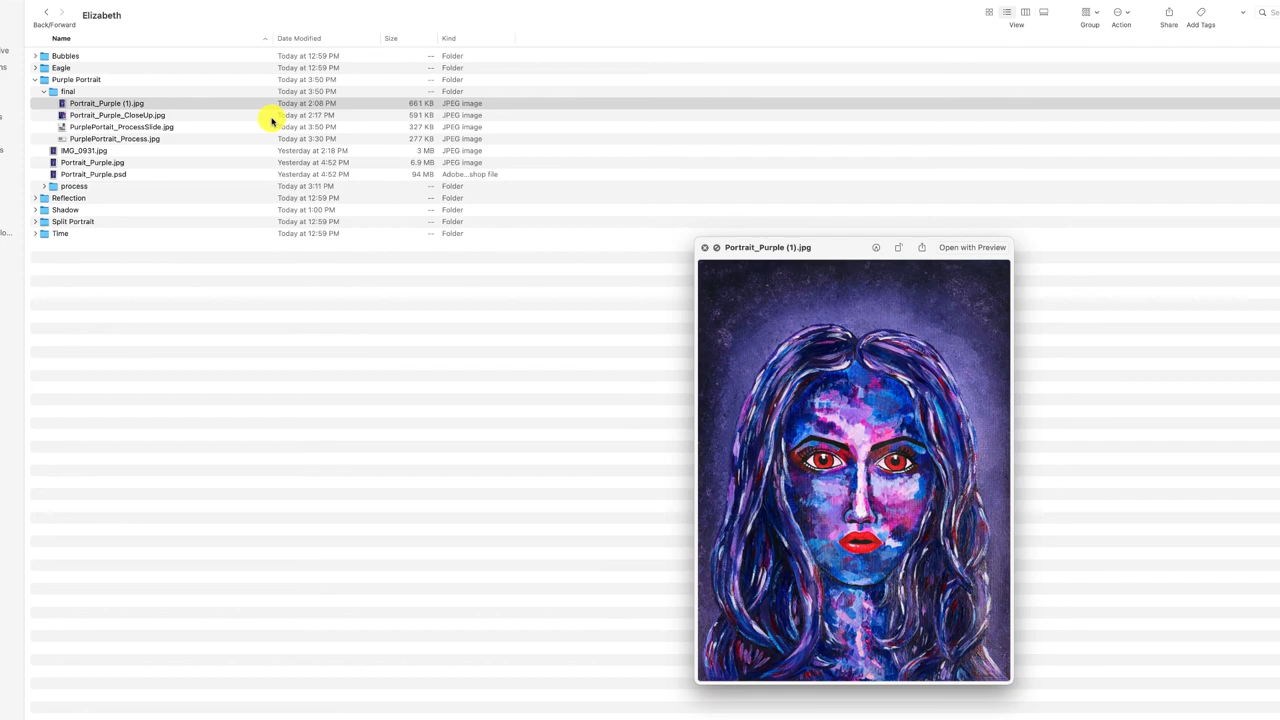 Elizabeth
Back/Forward
View
Group
Action
Share
Add Tags
Name
Date Modified
Size
Kind
Bubbles Today at 12:59 PM -- Folder
Eagle Today at 12:59 PM -- Folder
Purple Portrait Today at 3:50 PM -- Folder
final Today at 3:50 PM -- Folder
Portrait_Purple (1).jpg Today at 2:08 PM 661 KB JPEG image
Portrait_Purple_CloseUp.jpg Today at 2:17 PM 591 KB JPEG image
PurplePortait_ProcessSlide.jpg Today at 3:50 PM 327 KB JPEG image
PurplePortrait_Process.jpg Today at 3:30 PM 277 KB JPEG image
IMG_0931.jpg Yesterday at 2:18 PM 3 MB JPEG image
Portrait_Purple.jpg Yesterday at 4:52 PM 6.9 MB JPEG image
Portrait_Purple.psd Yesterday at 4:52 PM 94 MB Adobe...shop file
process Today at 3:11 PM -- Folder
Reflection Today at 12:59 PM -- Folder
Shadow Today at 1:00 PM -- Folder
Split Portrait Today at 12:59 PM -- Folder
Time Today at 12:59 PM -- Folder
Portrait_Purple (1).jpg Open with Preview